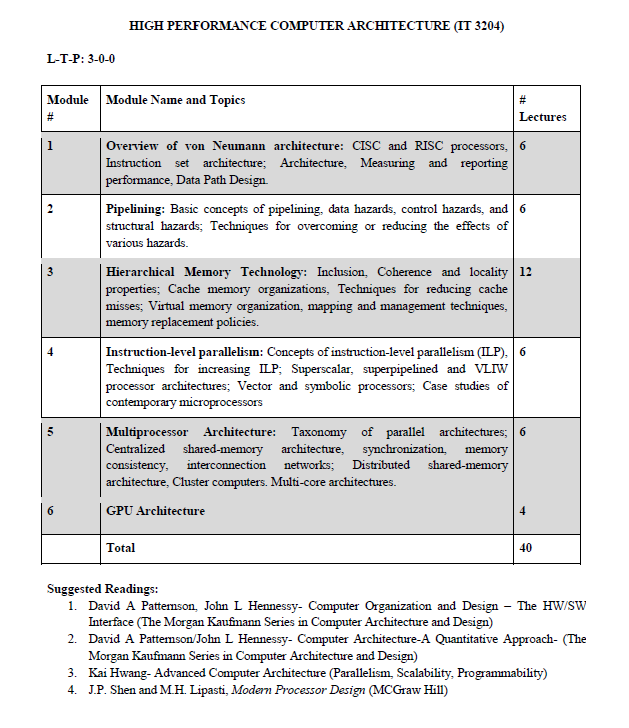 HIGH PERFORMANCE COMPUTER ARCHITECTURE (IT 3204)
L-T-P: 3-0-0
Module # Module Name and Topics # Lectures
1 Overview of von Neumann architecture: CISC and RISC processors, 6
Instruction set architecture; Architecture, Measuring and reporting
performance, Data Path Design.
2 Pipelining: Basic concepts of pipelining, data hazards, control hazards, and 6
structural hazards; Techniques for overcoming or reducing the effects of
various hazards.
3 Hierarchical Memory Technology: Inclusion, Coherence and locality 12
properties; Cache memory organizations, Techniques for reducing cache
misses; Virtual memory organization, mapping and management techniques,
memory replacement policies.
4 Instruction-level parallelism: Concepts of instruction-level parallelism (ILP), 6
Techniques for increasing ILP; Superscalar, superpipelined and VLIW
processor architectures; Vector and symbolic processors; Case studies of
contemporary microprocessors
5 Multiprocessor Architecture: Taxonomy of parallel architectures; 6
Centralized shared-memory architecture, synchronization, memory
consistency, interconnection networks; Distributed shared-memory
architecture, Cluster computers. Multi-core architectures.
6 GPU Architecture 4
Total 40
Suggested Readings:
1. David A Patternson, John L Hennessy- Computer Organization and Design – The HW/SW
Interface (The Morgan Kaufmann Series in Computer Architecture and Design)
2. David A Patternson/John L Hennessy- Computer Architecture-A Quantitative Approach- (The
Morgan Kaufmann Series in Computer Architecture and Design)
3. Kai Hwang- Advanced Computer Architecture (Parallelism, Scalability, Programmability)
4. J.P. Shen and M.H. Lipasti, Modern Processor Design (MCGraw Hill)